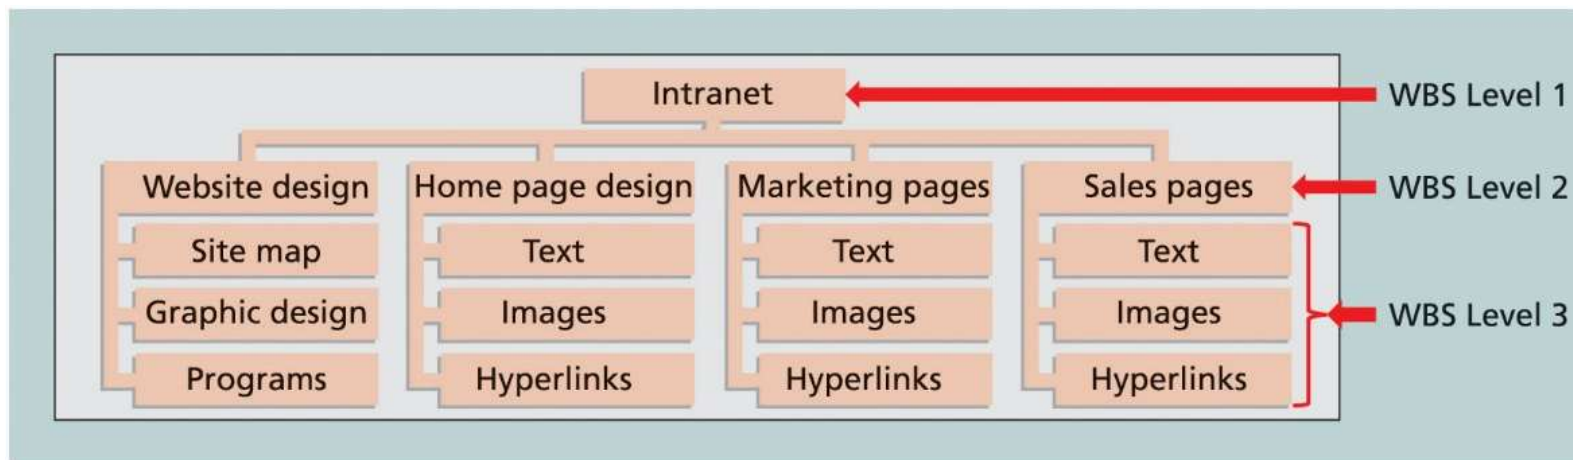 Intranet
WBS Level 1
Website design
Home page design
Marketing pages
Sales pages
WBS Level 2
Site map
Text
Text
Text
Graphic design
Images
Images
Images
WBS Level 3
Programs
Hyperlinks
Hyperlinks
Hyperlinks